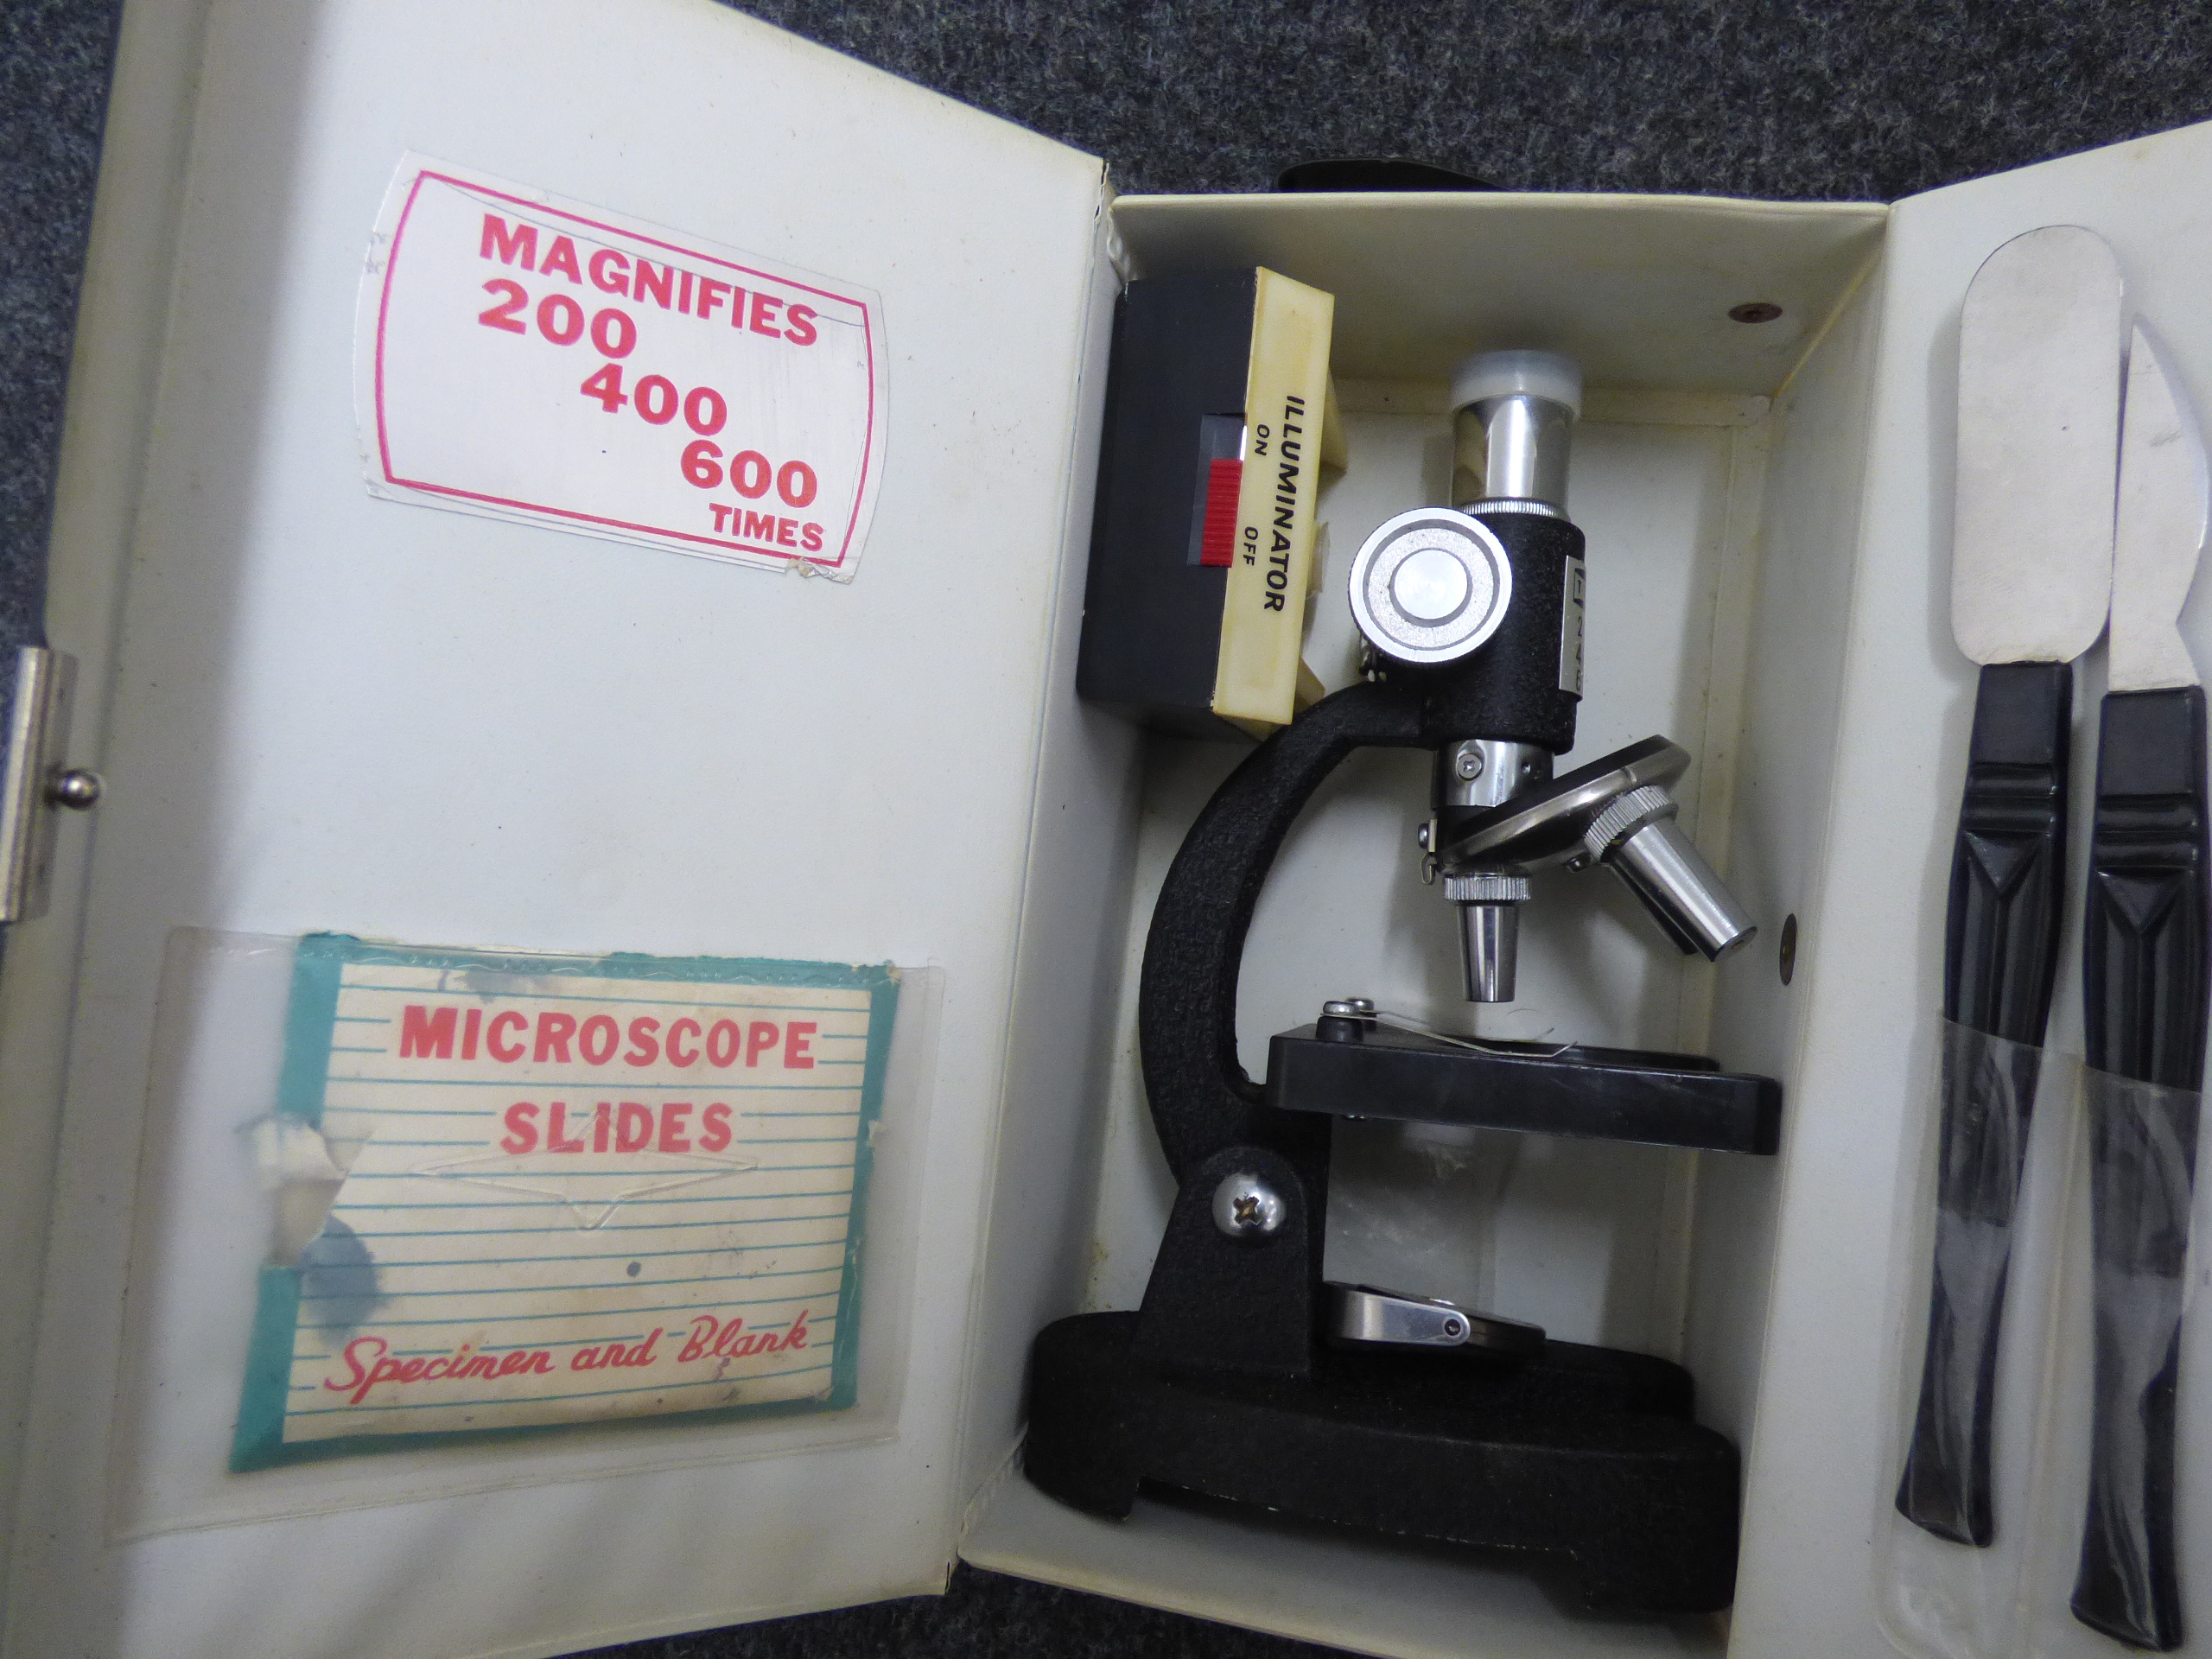 MAGNIFIES
200
400
600
TIMES
MICROSCOPE
SLIDES
Specimen and Blank
ILLUMINATOR
ON OFF